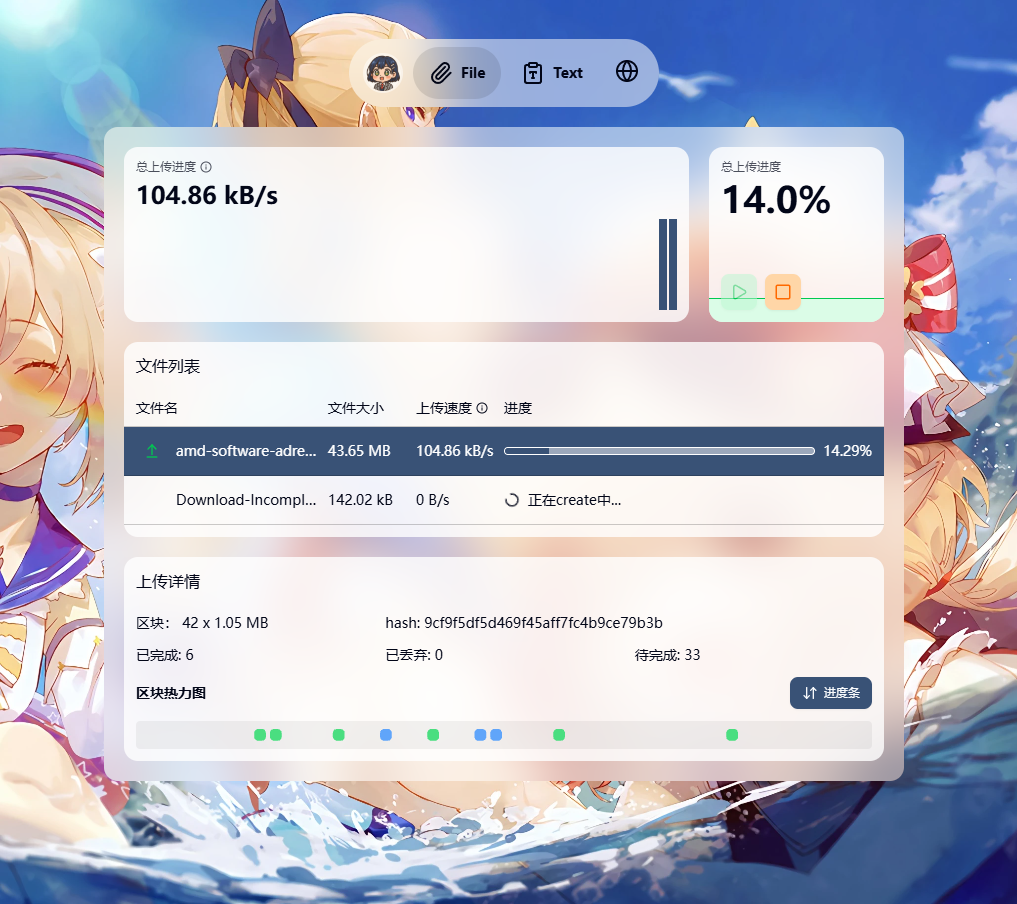 File
Text
总上传进度
104.86 kB/s
总上传进度
14.0%
文件列表
文件名 文件大小 上传速度 进度
amd-software-adre... 43.65 MB 104.86 kB/s 14.29%
Download-Incompl... 142.02 kB 0 B/s 正在create中...
上传详情
区块： 42 x 1.05 MB hash: 9cf9f5df5d469f45aff7fc4b9ce79b3b
已完成: 6 已丢弃: 0 待完成: 33
区块热力图 进度条